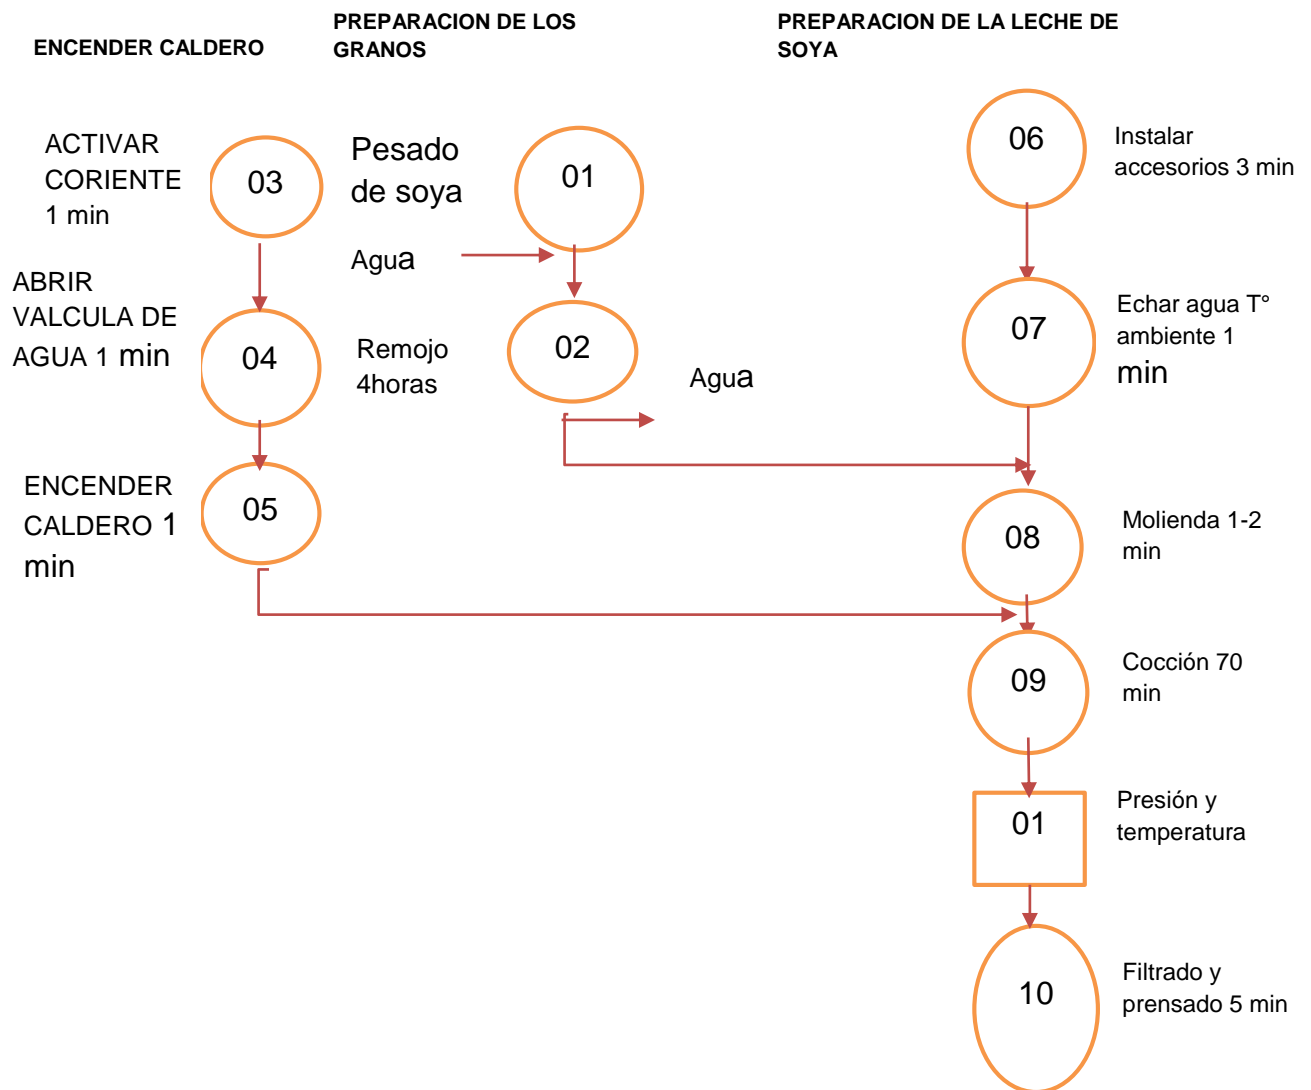 ENCENDER CALDERO
PREPARACION DE LOS
GRANOS
PREPARACION DE LA LECHE DE
SOYA
ACTIVAR
CORIENTE
1 min
03
ABRIR
VALCULA DE
AGUA 1 min
04
ENCENDER
CALDERO 1
min
05
Pesado
de soya
01
Agua
Remojo
4horas
02
Agua
06
Instalar
accesorios 3 min
07
Echar agua T°
ambiente 1
min
08
Molienda 1-2
min
09
Cocción 70
min
01
Presión y
temperatura
10
Filtrado y
prensado 5 min